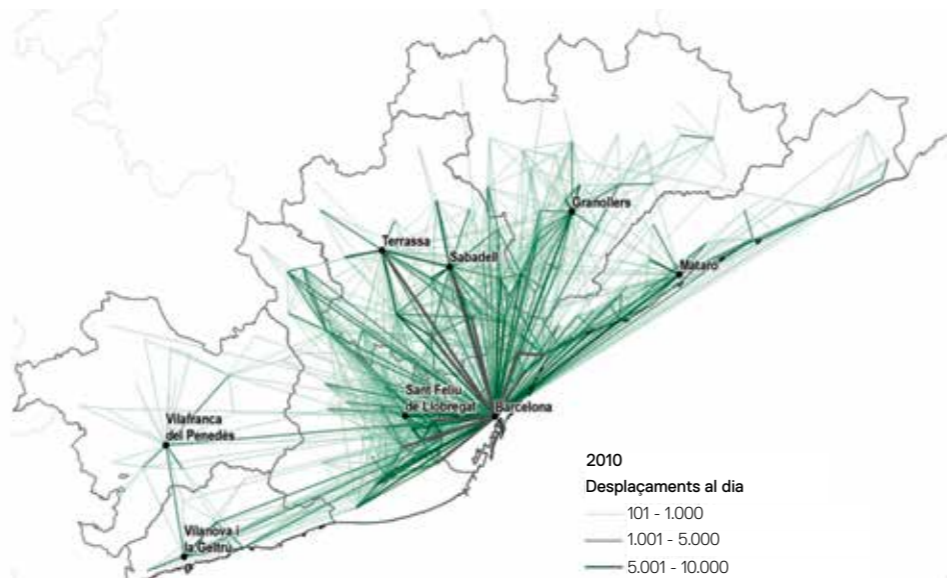 Granollers
Terrassa
Sabadell
Mataró
Sant Feliu
de Llobregat
Barcelona
Vilafranca
del Penedès
Vilanova i
la Geltrú
2010
Desplaçaments al dia
101 - 1.000
1.001 - 5.000
5.001 - 10.000